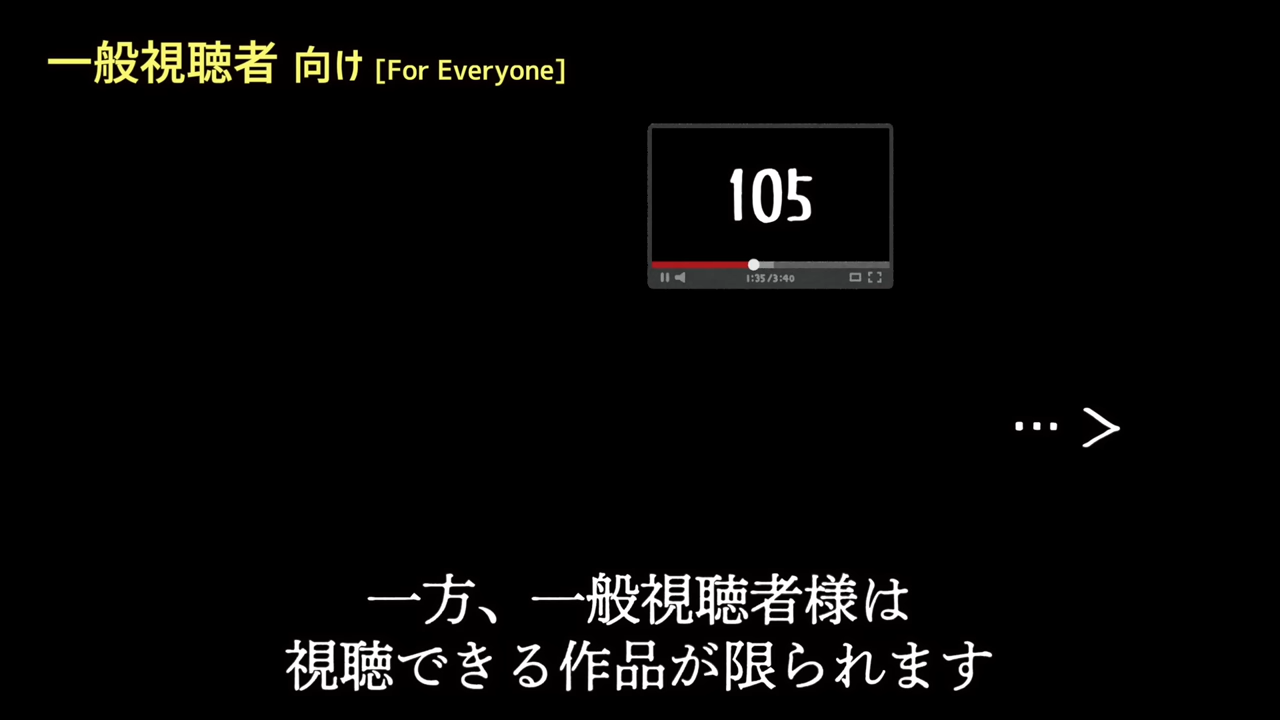 一般視聴者 向け [For Everyone]
105
1:35/3:40
… >
一方、一般視聴者様は
視聴できる作品が限られます